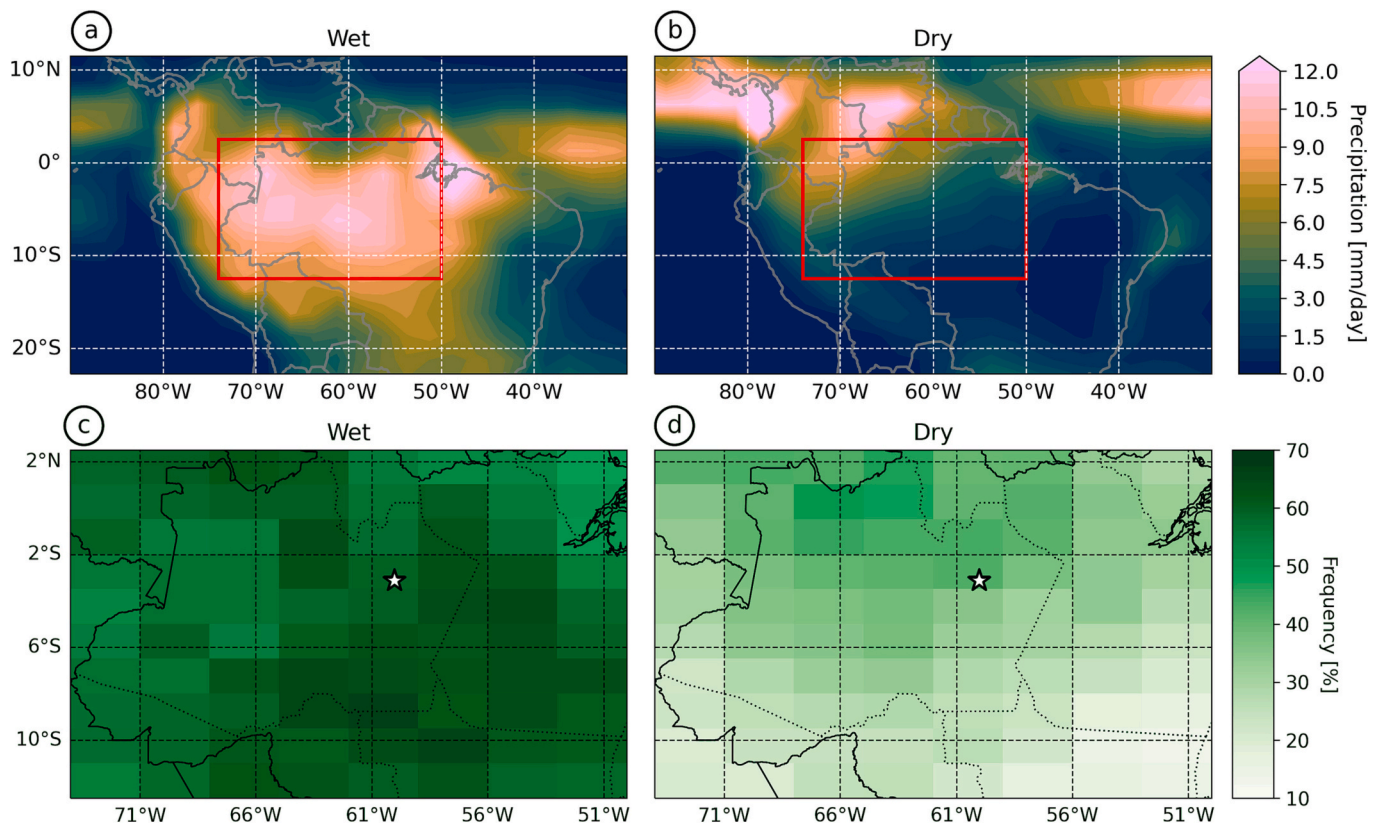 a
Wet
b
Dry
10°N
0°
10°S
20°S
80°W 70°W 60°W 50°W 40°W
80°W 70°W 60°W 50°W 40°W
12.0
10.5
9.0
7.5
6.0
4.5
3.0
1.5
0.0
Precipitation [mm/day]
c
Wet
d
Dry
2°N
2°S
6°S
10°S
71°W 66°W 61°W 56°W 51°W
71°W 66°W 61°W 56°W 51°W
70
60
50
40
30
20
10
Frequency [%]